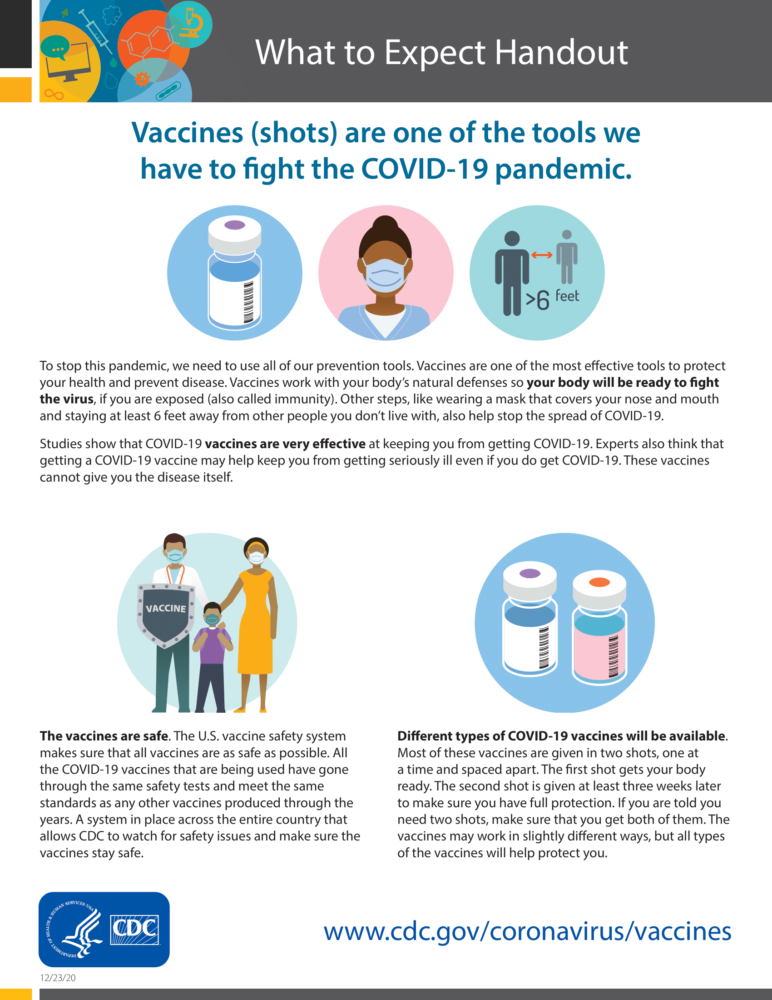 What to Expect Handout
Vaccines (shots) are one of the tools we
have to fight the COVID-19 pandemic.
>6 feet
To stop this pandemic, we need to use all of our prevention tools. Vaccines are one of the most effective tools to protect
your health and prevent disease. Vaccines work with your body’s natural defenses so your body will be ready to fight
the virus, if you are exposed (also called immunity). Other steps, like wearing a mask that covers your nose and mouth
and staying at least 6 feet away from other people you don’t live with, also help stop the spread of COVID-19.
Studies show that COVID-19 vaccines are very effective at keeping you from getting COVID-19. Experts also think that
getting a COVID-19 vaccine may help keep you from getting seriously ill even if you do get COVID-19. These vaccines
cannot give you the disease itself.
VACCINE
The vaccines are safe. The U.S. vaccine safety system
makes sure that all vaccines are as safe as possible. All
the COVID-19 vaccines that are being used have gone
through the same safety tests and meet the same
standards as any other vaccines produced through the
years. A system in place across the entire country that
allows CDC to watch for safety issues and make sure the
vaccines stay safe.
Different types of COVID-19 vaccines will be available.
Most of these vaccines are given in two shots, one at
a time and spaced apart. The first shot gets your body
ready. The second shot is given at least three weeks later
to make sure you have full protection. If you are told you
need two shots, make sure that you get both of them. The
vaccines may work in slightly different ways, but all types
of the vaccines will help protect you.
DEPARTMENT OF HEALTH & HUMAN SERVICES·USA
CDC
www.cdc.gov/coronavirus/vaccines
12/23/20